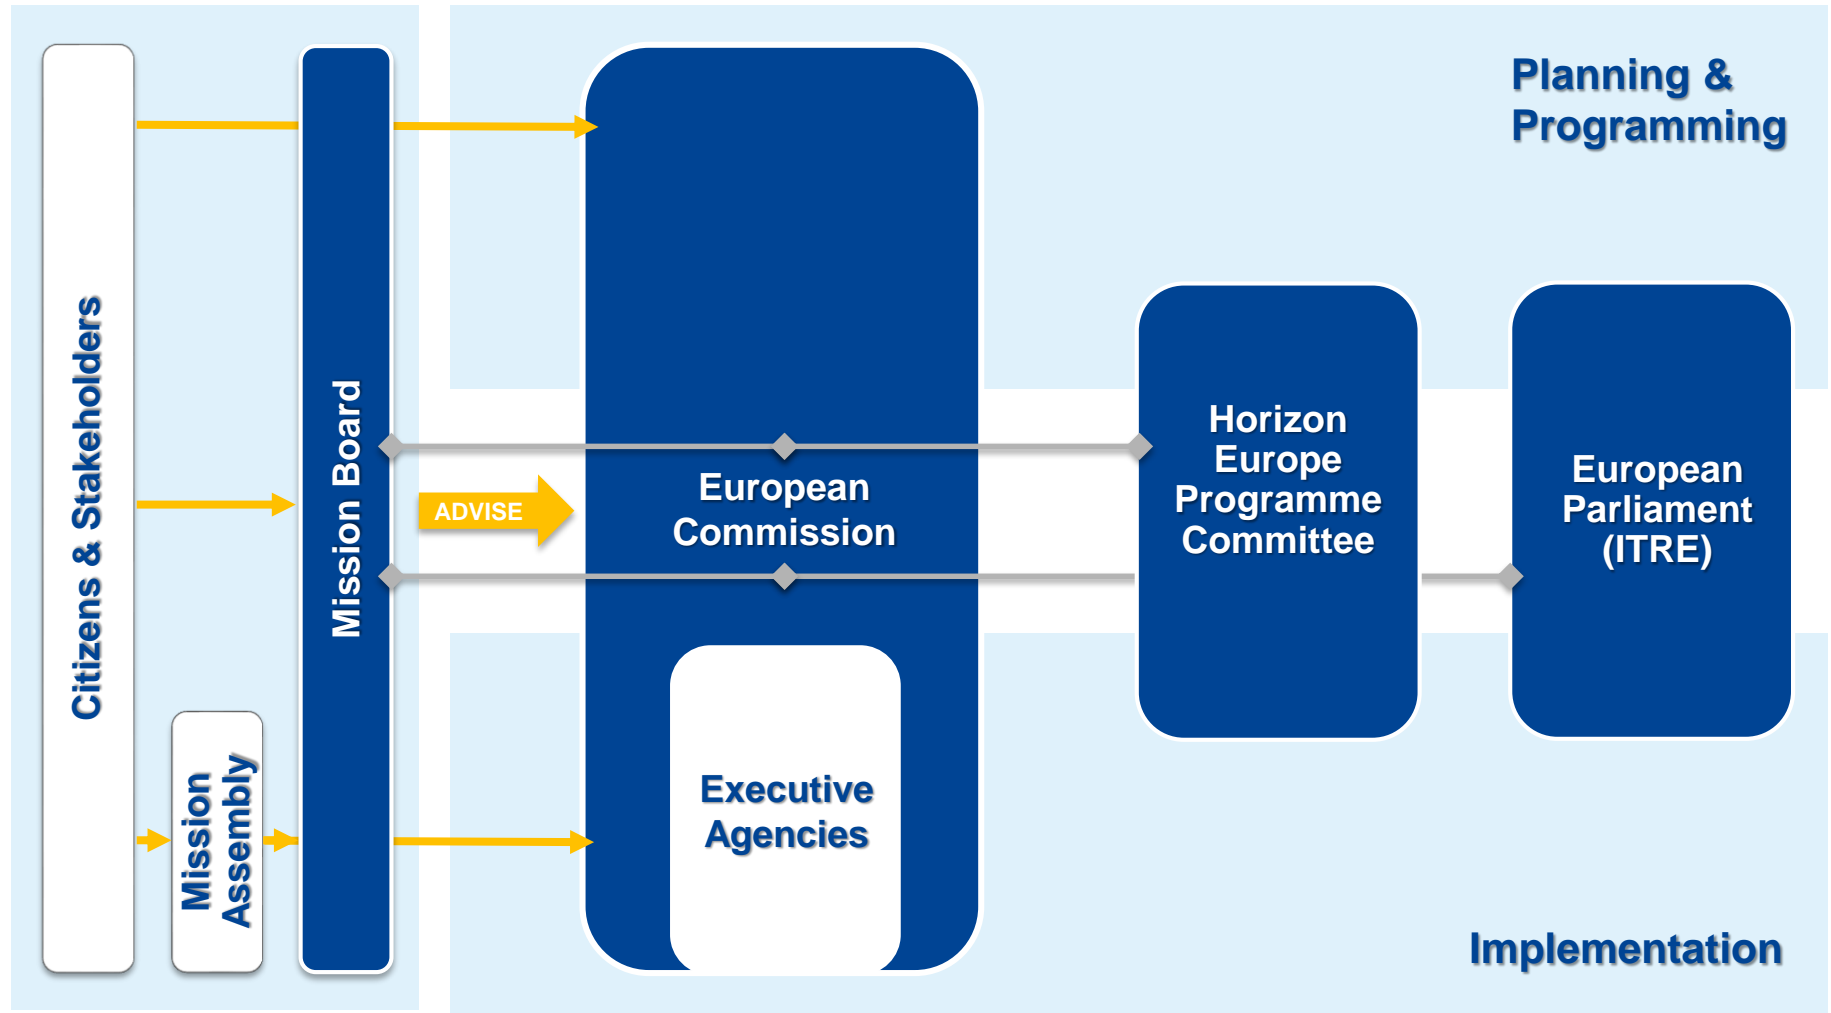 Planning &
Programming
Citizens & Stakeholders
Mission Board
ADVISE
European
Commission
Horizon
Europe
Programme
Committee
European
Parliament
(ITRE)
Mission
Assembly
Executive
Agencies
Implementation